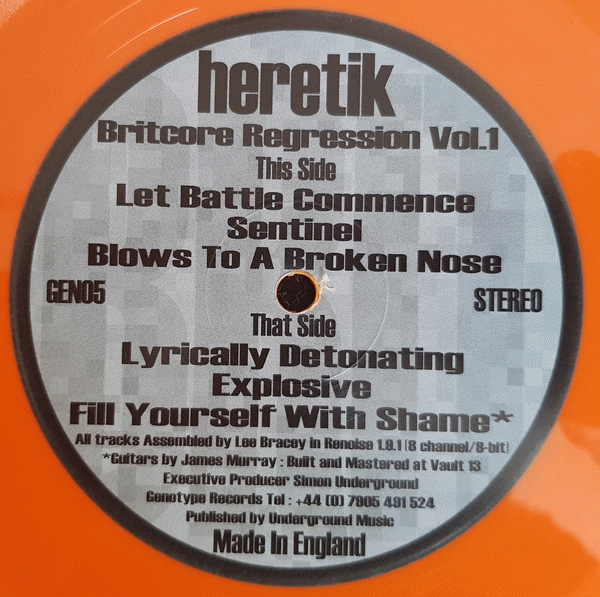 heretik
Britcore Regression Vol.1
This Side
Let Battle Commence
Sentinel
Blows To A Broken Nose
GEN05
STEREO
That Side
Lyrically Detonating
Explosive
Fill Yourself With Shame*
All tracks Assembled by Lee Bracey in Renoise 1.9.1 [8 channel/8-bit]
*Guitars by James Murray : Built and Mastered at Vault 13
Executive Producer Simon Underground
Genotype Records Tel : +44 (0) 7905 491 524
Published by Underground Music
Made In England